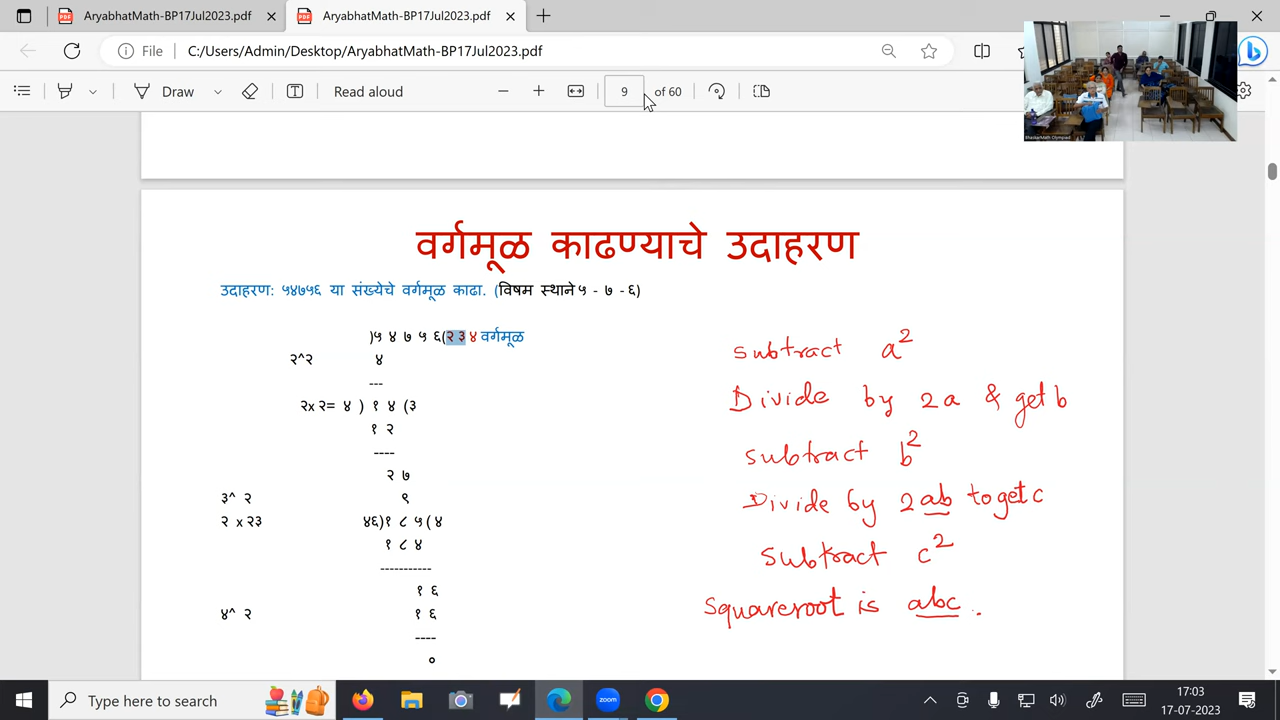 AryabhatMath-BP17Jul2023.pdf
AryabhatMath-BP17Jul2023.pdf
File C:/Users/Admin/Desktop/AryabhatMath-BP17Jul2023.pdf
Draw
Read aloud
9 of 60
BhaskarMath Olympiad
वर्गमूळ काढण्याचे उदाहरण
उदाहरण: ५४७५६ या संख्येचे वर्गमूळ काढा. (विषम स्थाने ५ - ७ - ६)
)५ ४ ७ ५ ६(२ ३ ४ वर्गमूळ
२^२ ४
---
२x २= ४ ) १ ४ (३
१ २
----
२ ७
३^ २ ९
२ x २३ ४६)१ ८ ५ ( ४
१ ८ ४
-----------
१ ६
४^ २ १ ६
----
०
subtract a²
Divide by 2a & get b
subtract b²
Divide by 2ab to get c
Subtract c²
Squareroot is abc.
Type here to search
zoom
17:03
17-07-2023